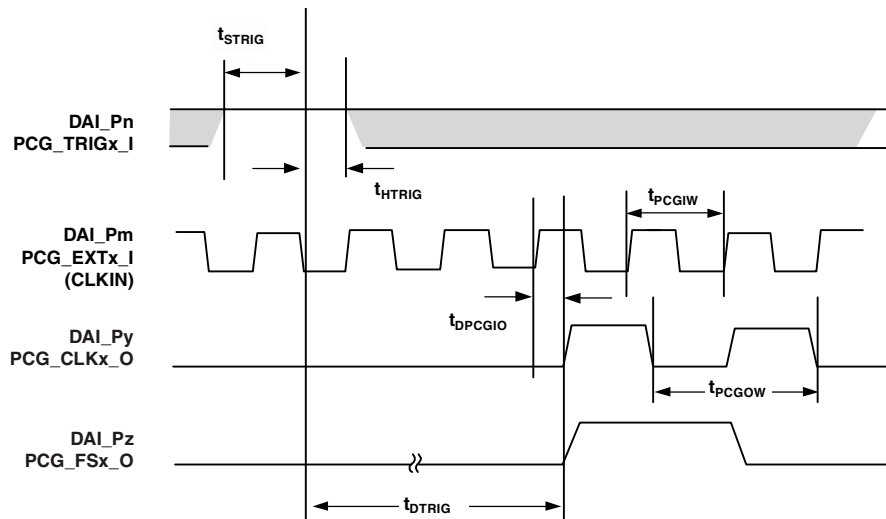 tSTRIG
DAI_Pn
PCG_TRIGx_I
tHTRIG
tPCGIW
DAI_Pm
PCG_EXTx_I
(CLKIN)
tDPCGIO
DAI_Py
PCG_CLKx_O
tPCGOW
DAI_Pz
PCG_FSx_O
tDTRIG